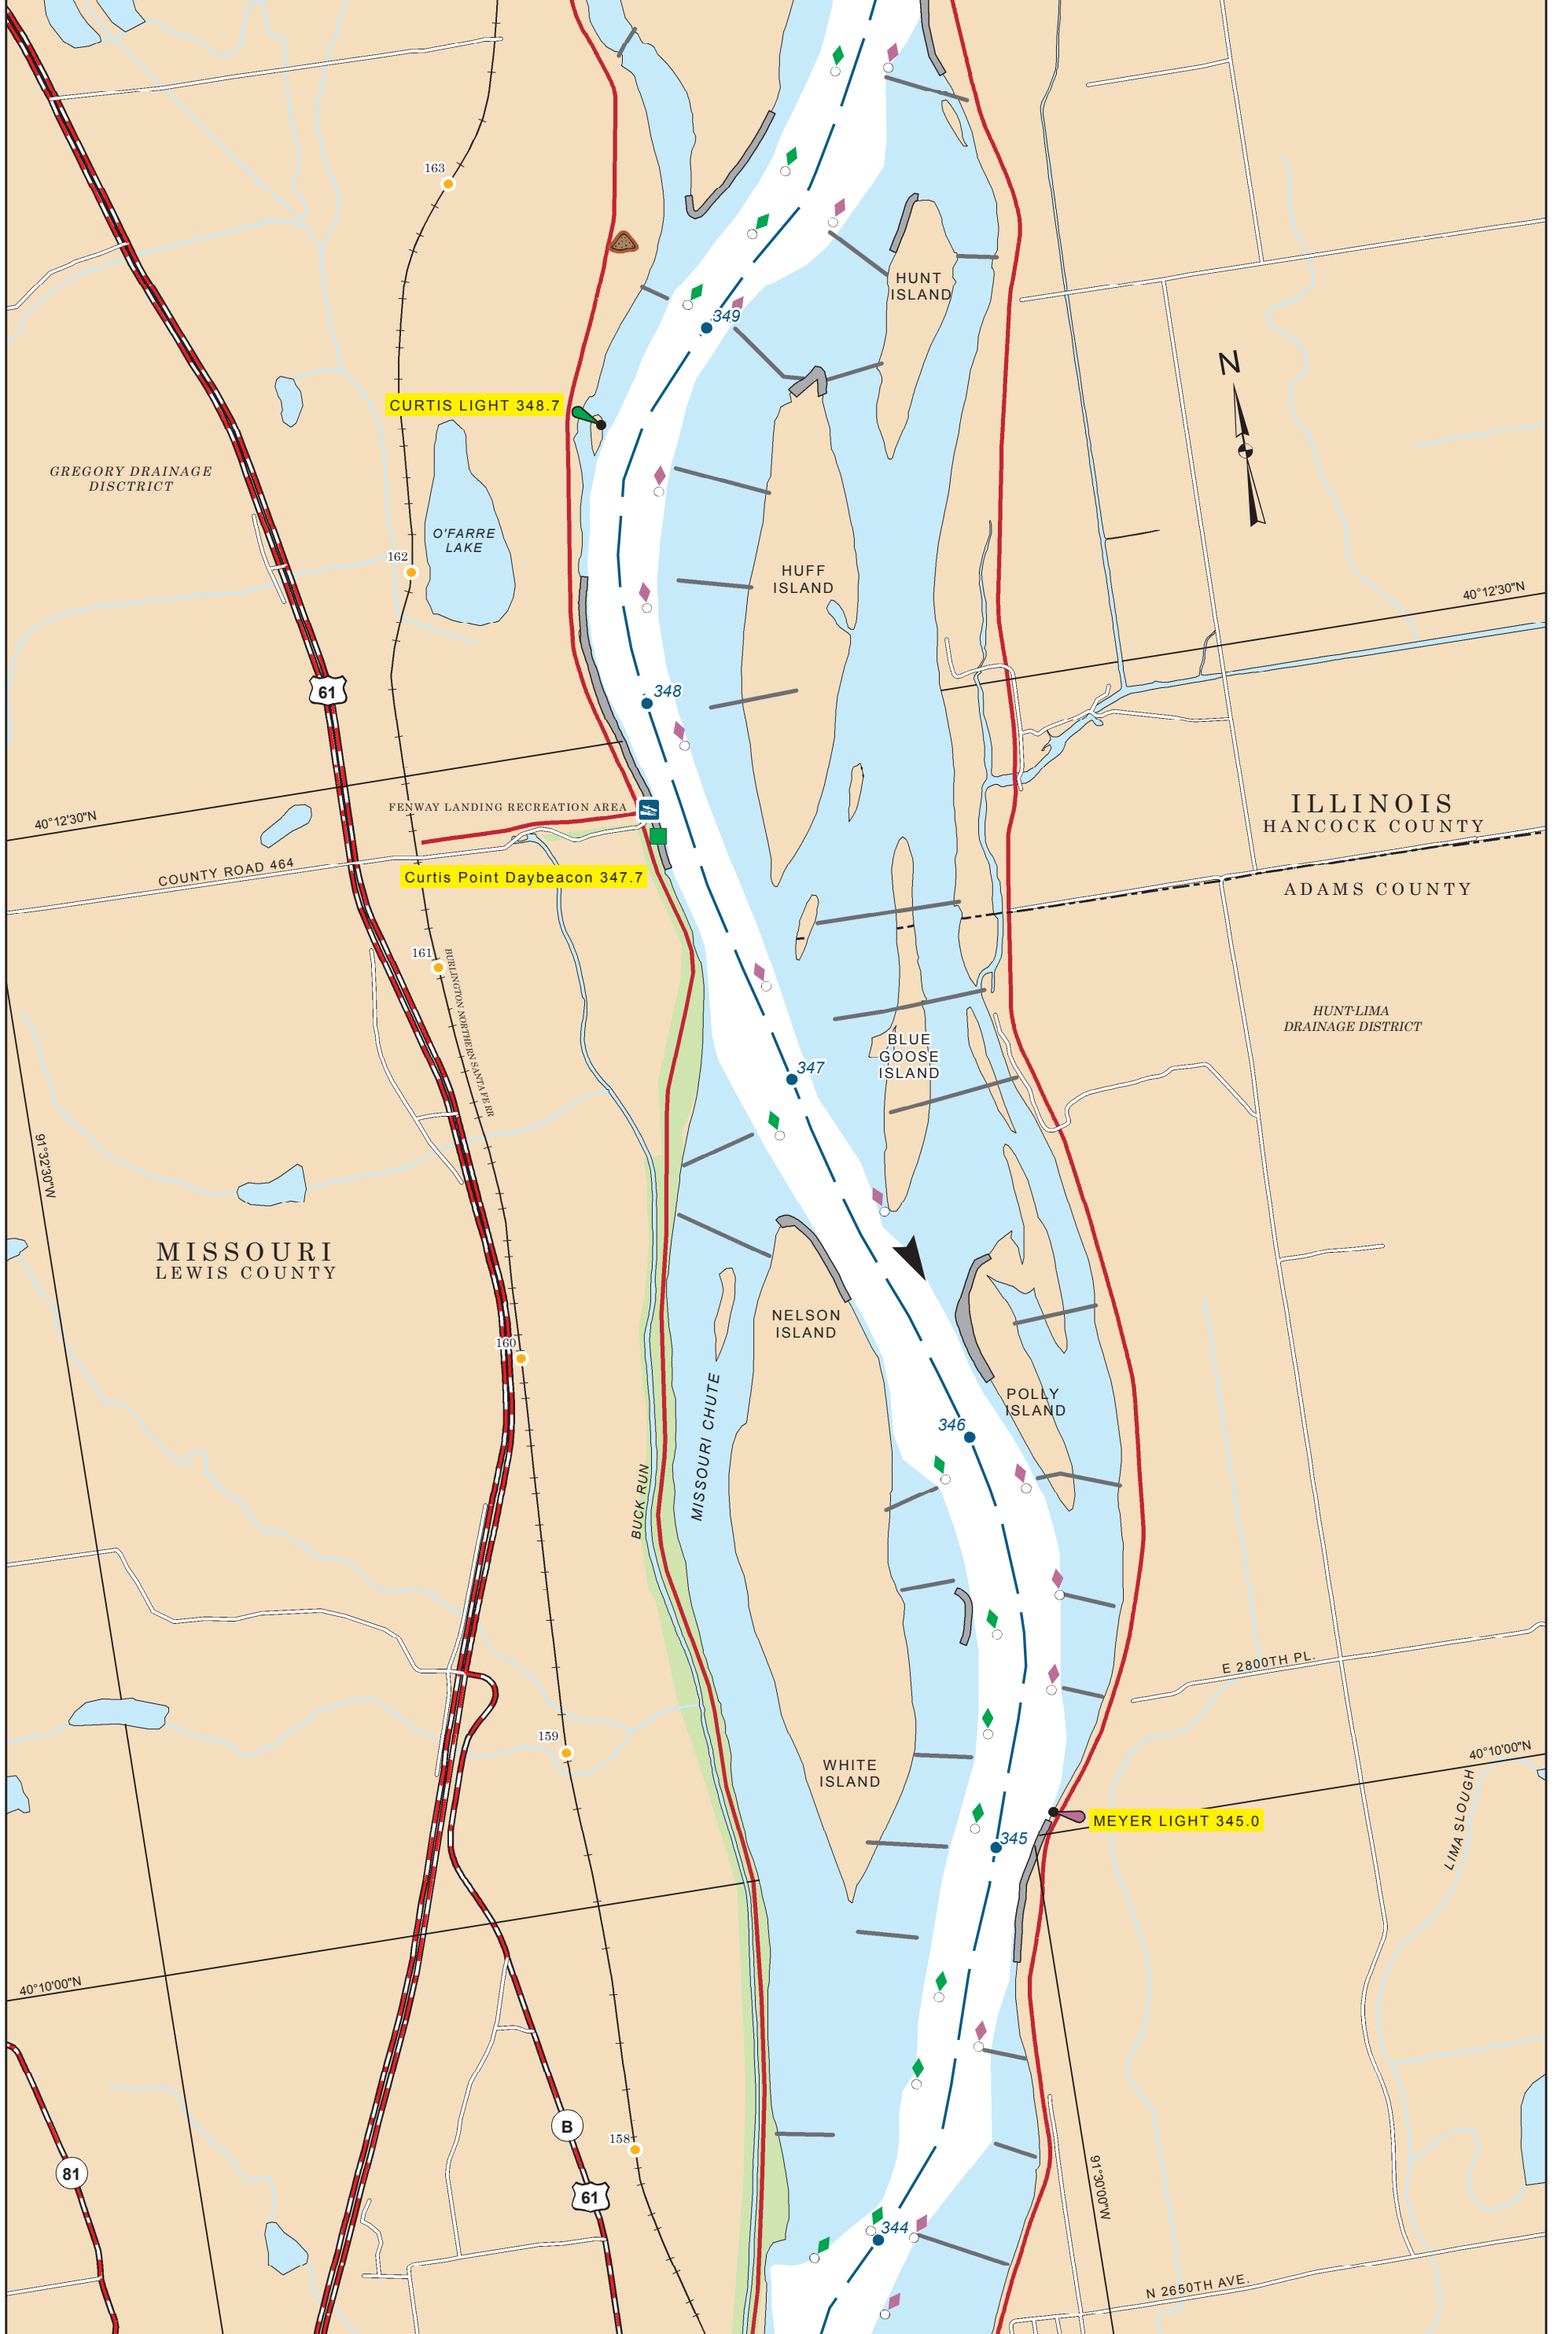 163
HUNT
ISLAND
349
N
CURTIS LIGHT 348.7
GREGORY DRAINAGE
DISCTRICT
O'FARRE
LAKE
162
HUFF
ISLAND
40°12'30"N
61
348
FENWAY LANDING RECREATION AREA
40°12'30"N
ILLINOIS
HANCOCK COUNTY
COUNTY ROAD 464
Curtis Point Daybeacon 347.7
ADAMS COUNTY
161
BURLINGTON NORTHERN SANTA FE RR
HUNT-LIMA
DRAINAGE DISTRICT
BLUE
GOOSE
ISLAND
347
91°32'30"W
MISSOURI
LEWIS COUNTY
NELSON
ISLAND
160
MISSOURI CHUTE
POLLY
ISLAND
346
BUCK RUN
E 2800TH PL.
159
WHITE
ISLAND
40°10'00"N
LIMA SLOUGH
MEYER LIGHT 345.0
345
40°10'00"N
B
158
81
61
91°30'00"W
344
N 2650TH AVE.